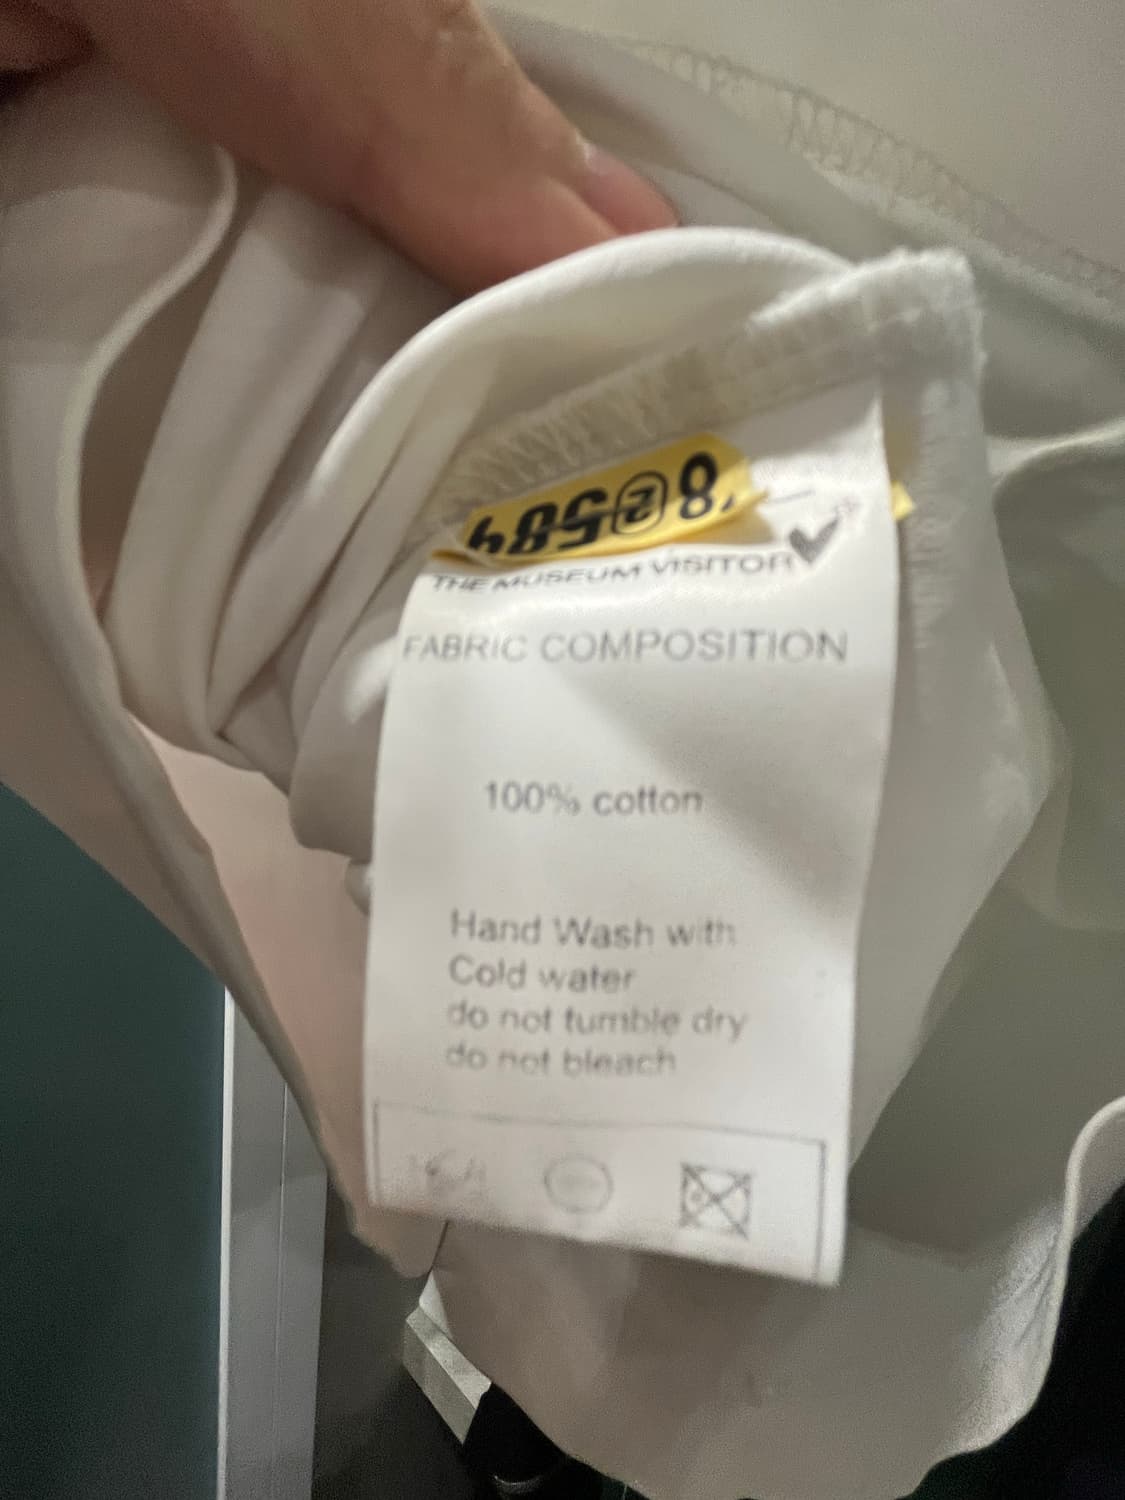 THE MUSEUM VISITOR
FABRIC COMPOSITION
100% cotton
Hand Wash with
Cold water
do not tumble dry
do not bleach